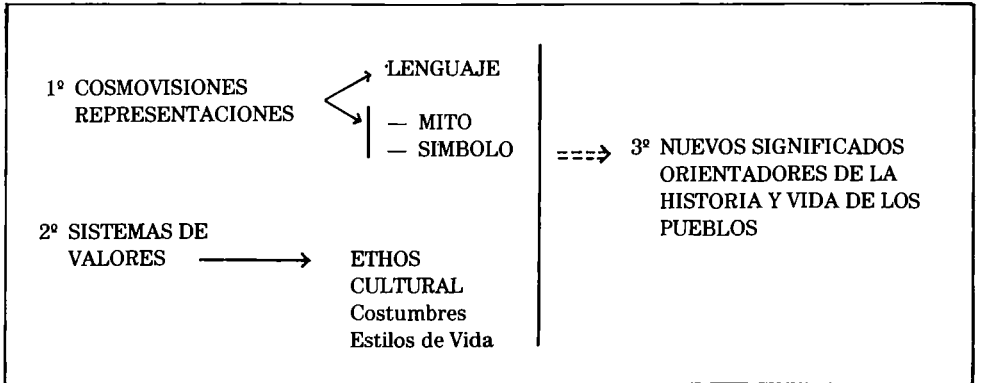 1º COSMOVISIONES
REPRESENTACIONES
LENGUAJE
— MITO
— SIMBOLO
2º SISTEMAS DE
VALORES
ETHOS
CULTURAL
Costumbres
Estilos de Vida
3º NUEVOS SIGNIFICADOS
ORIENTADORES DE LA
HISTORIA Y VIDA DE LOS
PUEBLOS